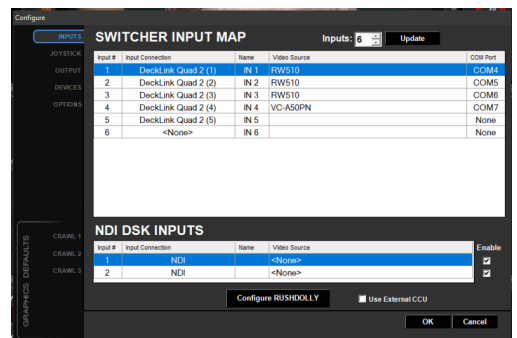 Configure
INPUTS
JOYSTICK
OUTPUT
DEVICES
OPTIONS
SWITCHER INPUT MAP
Inputs: 6 Update
Input # Input Connection Name Video Source COM Port
1 DeckLink Quad 2 (1) IN 1 RW510 COM4
2 DeckLink Quad 2 (2) IN 2 RW510 COM5
3 DeckLink Quad 2 (3) IN 3 RW510 COM6
4 DeckLink Quad 2 (4) IN 4 VC-A50PN COM7
5 DeckLink Quad 2 (5) IN 5 None
6 <None> IN 6 None
GRAPHICS DEFAULTS
CRAWL 1
CRAWL 2
CRAWL 3
NDI DSK INPUTS
Input # Input Connection Name Video Source Enable
1 NDI <None>
2 NDI <None>
Configure RUSHDOLLY Use External CCU
OK Cancel